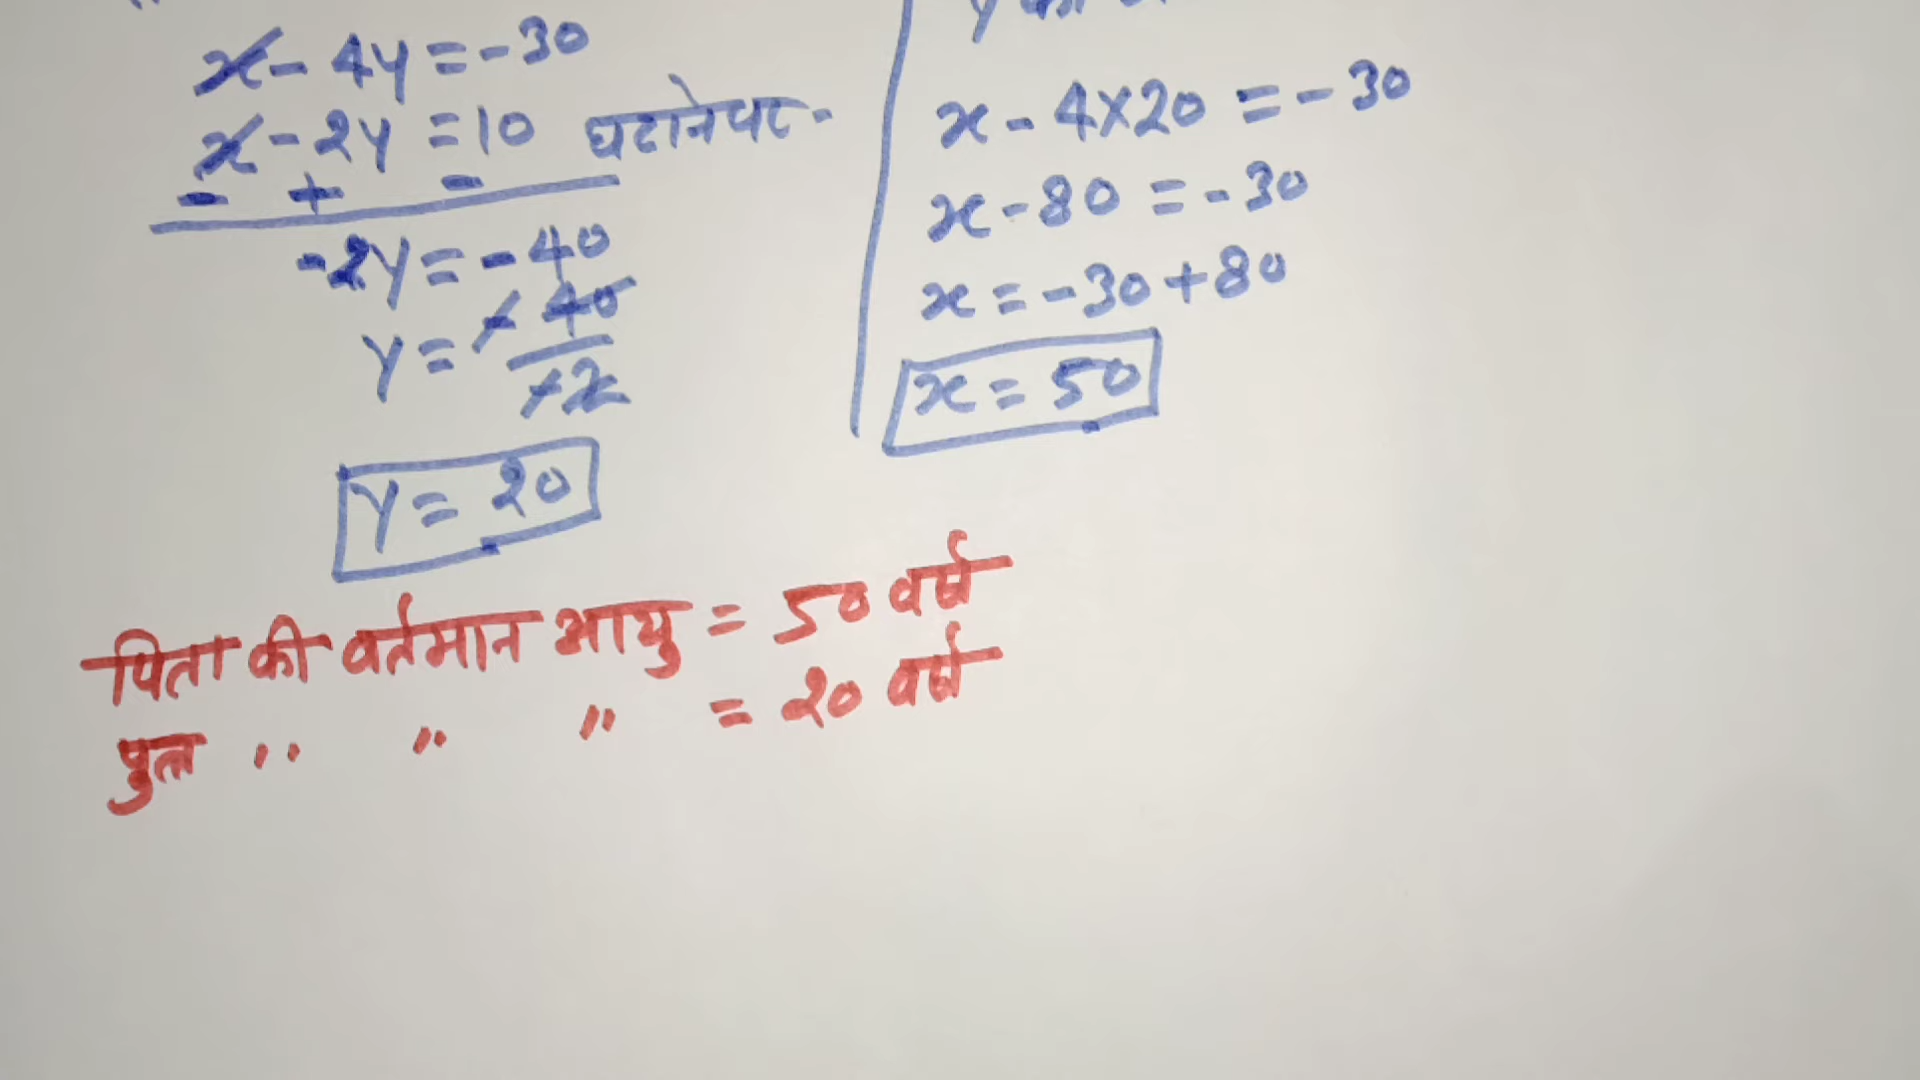 x - 4y = -30
x - 2y = 10 घटाने पर -
- + -
-2y = -40
y = -40
-2
y = 20
x - 4×20 = -30
x - 80 = -30
x = -30+80
x = 50
पिता की वर्तमान आयु = 50 वर्ष
पुत्र " " " = 20 वर्ष